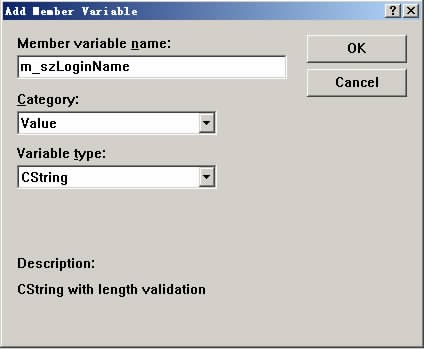 Add Member Variable
Member variable name:
OK
m_szLoginName
Cancel
Category:
Value
Variable type:
CString
Description:
CString with length validation